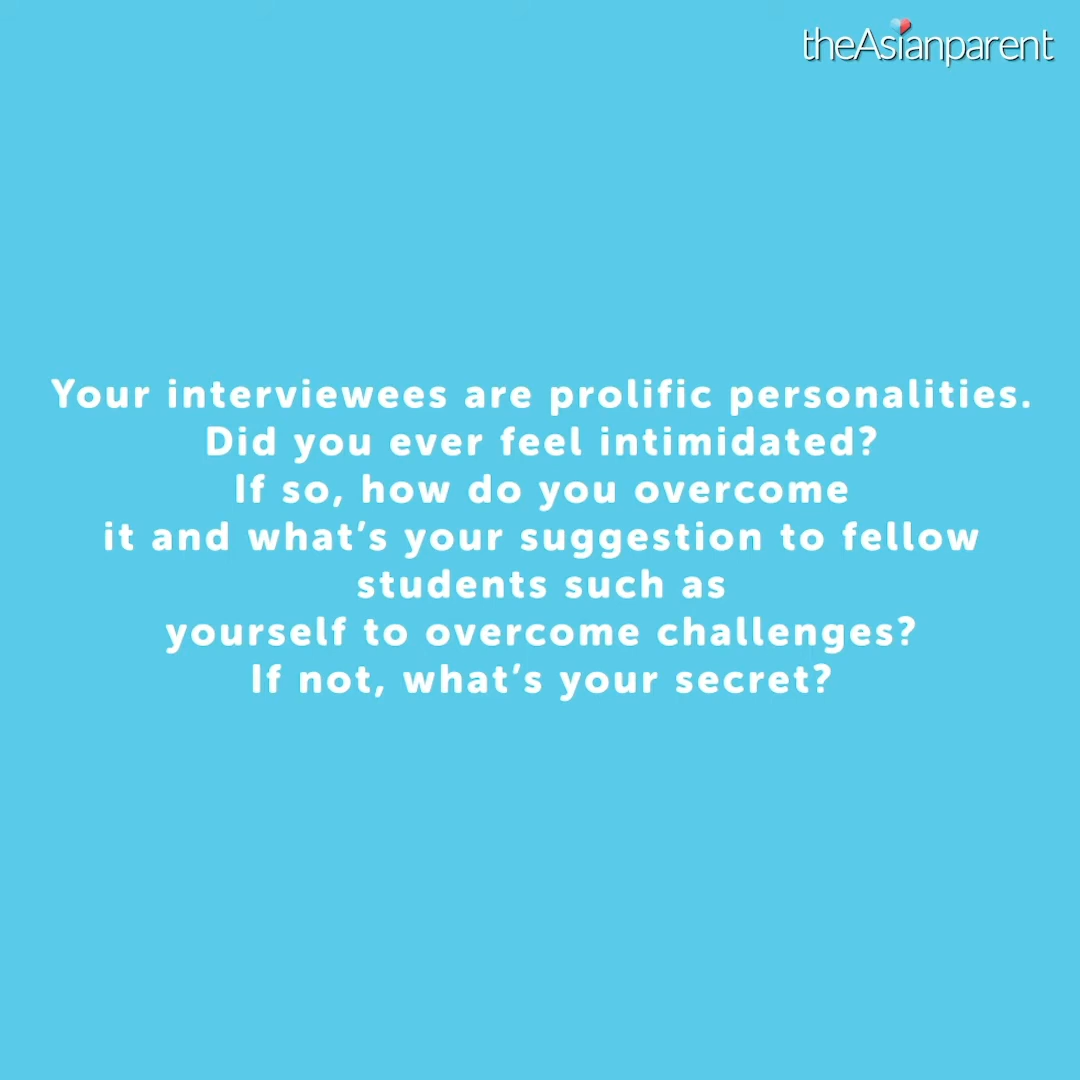 theAsianparent
Your interviewees are prolific personalities.
Did you ever feel intimidated?
If so, how do you overcome
it and what’s your suggestion to fellow
students such as
yourself to overcome challenges?
If not, what’s your secret?